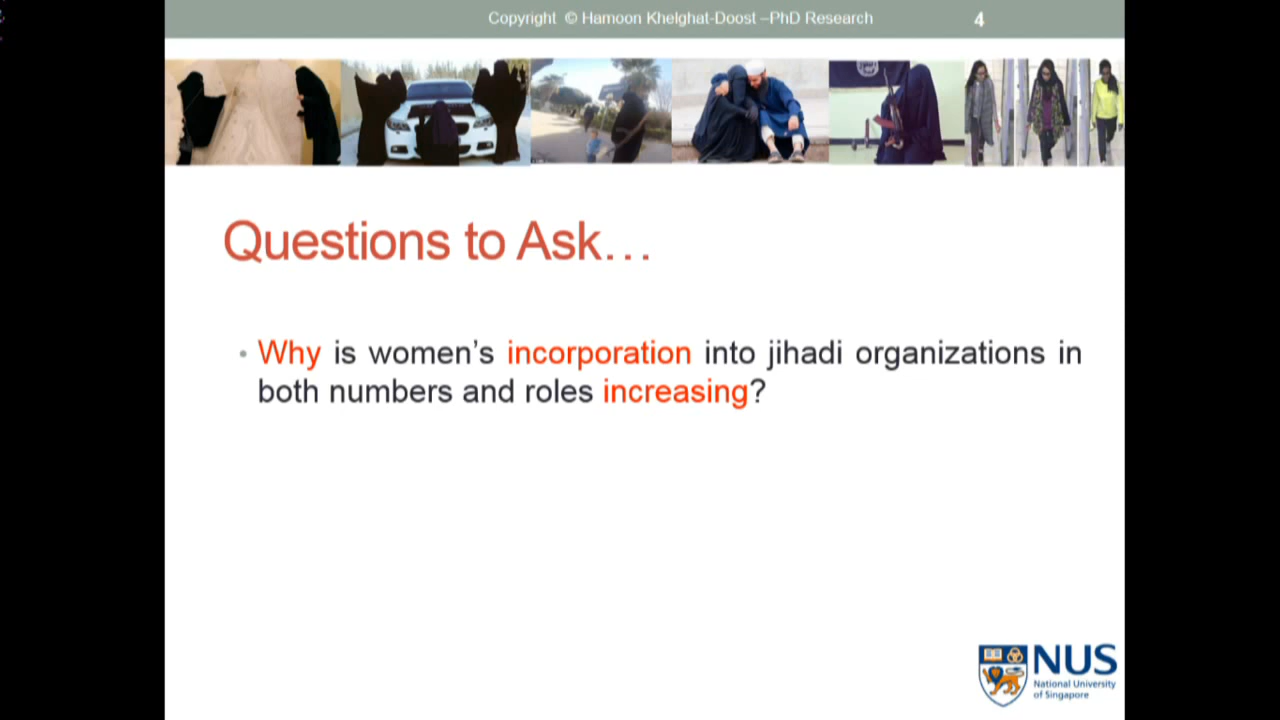 Copyright © Hamoon Khelghat-Doost –PhD Research
4
Questions to Ask…
• Why is women's incorporation into jihadi organizations in
both numbers and roles increasing?
NUS
National University
of Singapore